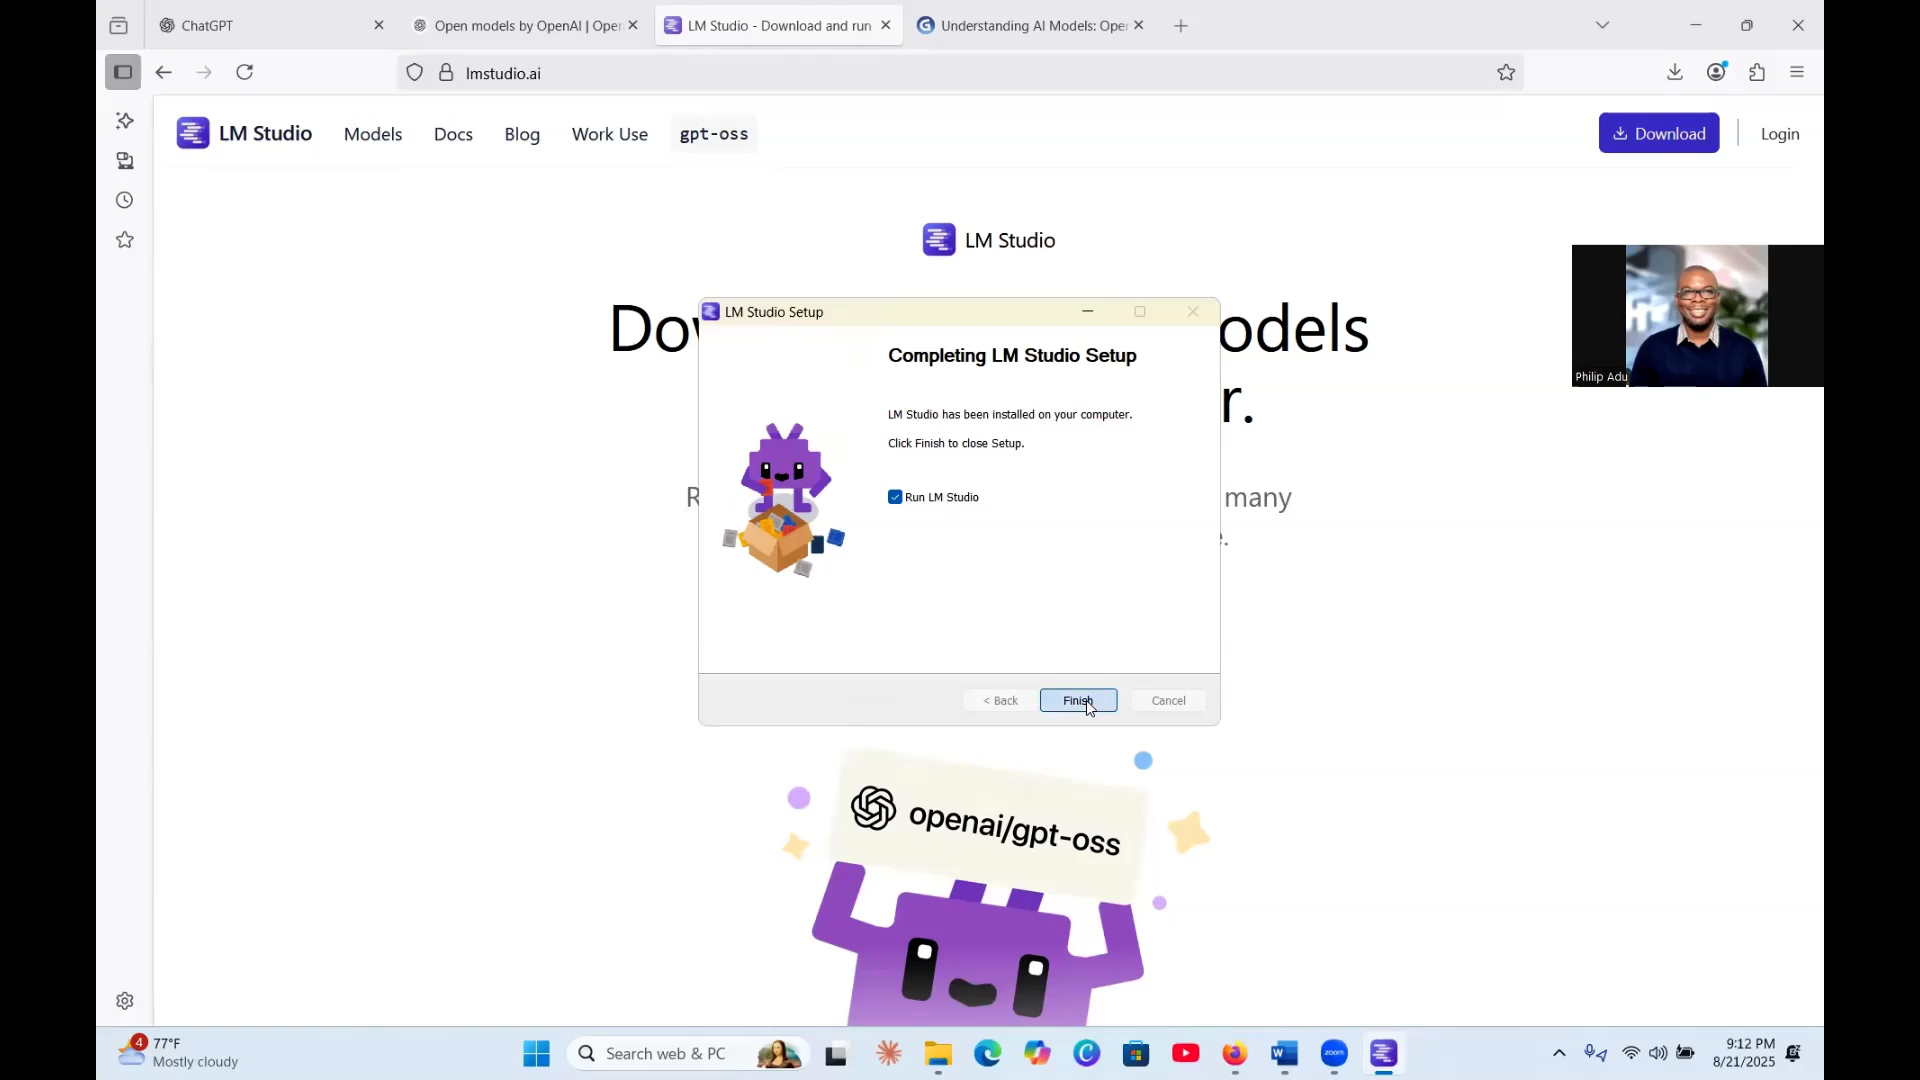 ChatGPT
Open models by OpenAI | Open
LM Studio - Download and run
Understanding AI Models: Ope
lmstudio.ai
LM Studio
Models
Docs
Blog
Work Use
gpt-oss
Download
Login
LM Studio
Do
odels
r.
R
many
e.
LM Studio Setup
Completing LM Studio Setup
LM Studio has been installed on your computer.
Click Finish to close Setup.
Run LM Studio
< Back
Finish
Cancel
Philip Adu
openai/gpt-oss
4
77°F
Mostly cloudy
Search web & PC
zoom
9:12 PM
8/21/2025